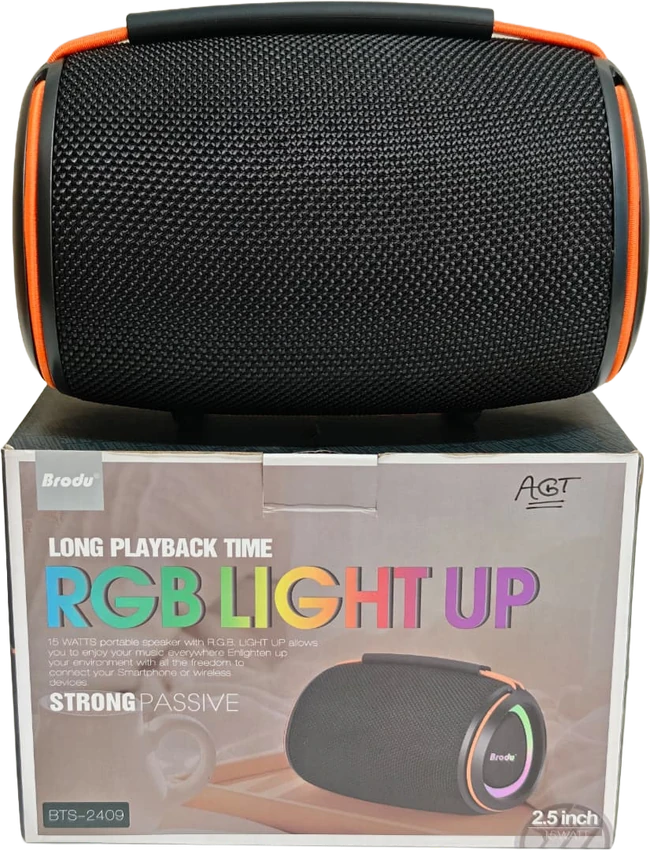 Brodu®
AGT
LONG PLAYBACK TIME
RGB LIGHT UP
15 WATTS portable speaker with R.G.B. LIGHT UP allows
you to enjoy your music everywhere Enlighten up
your environment with all the freedom to
connect your Smartphone or wireless
devices
STRONG PASSIVE
Brodu
BTS-2409
2.5 inch
15WATT